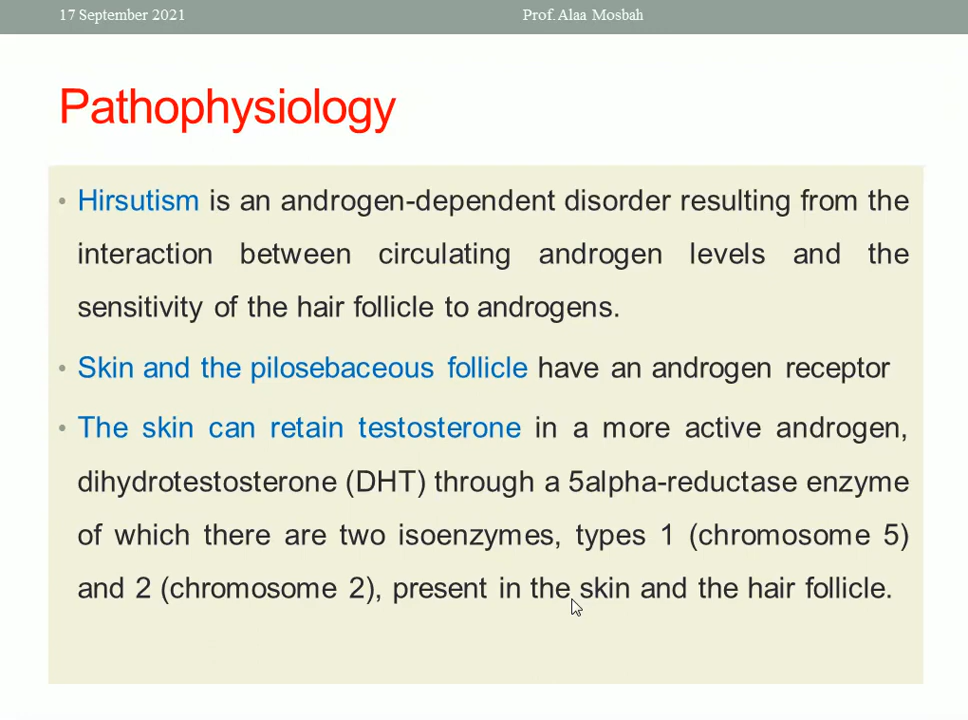 17 September 2021
Prof. Alaa Mosbah
Pathophysiology
• Hirsutism is an androgen-dependent disorder resulting from the
interaction between circulating androgen levels and the
sensitivity of the hair follicle to androgens.
• Skin and the pilosebaceous follicle have an androgen receptor
• The skin can retain testosterone in a more active androgen,
dihydrotestosterone (DHT) through a 5alpha-reductase enzyme
of which there are two isoenzymes, types 1 (chromosome 5)
and 2 (chromosome 2), present in the skin and the hair follicle.